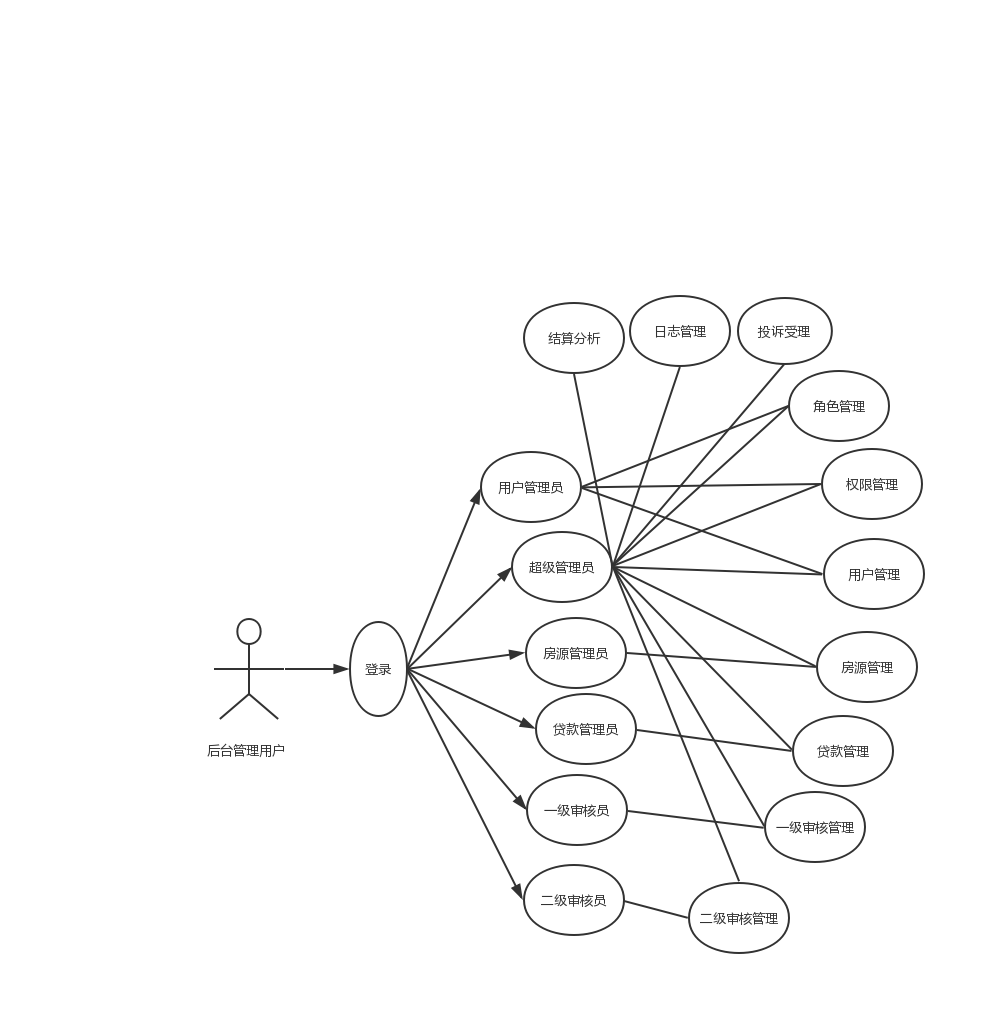 结算分析
日志管理
投诉受理
角色管理
用户管理员
权限管理
超级管理员
用户管理
房源管理员
登录
房源管理
后台管理用户
贷款管理员
贷款管理
一级审核员
一级审核管理
二级审核员
二级审核管理